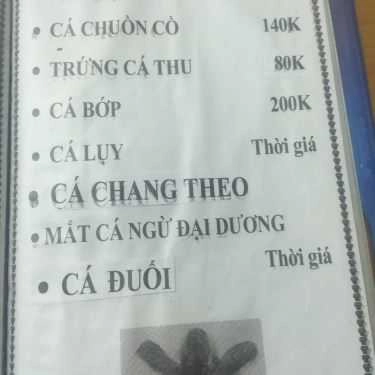 • CÁ CHUỒN CÒ 140K
• TRỨNG CÁ THU 80K
• CÁ BỚP 200K
• CÁ LỤY Thời giá
• CÁ CHANG THEO
• MẮT CÁ NGỪ ĐẠI DƯƠNG
Thời giá
• CÁ ĐUỐI